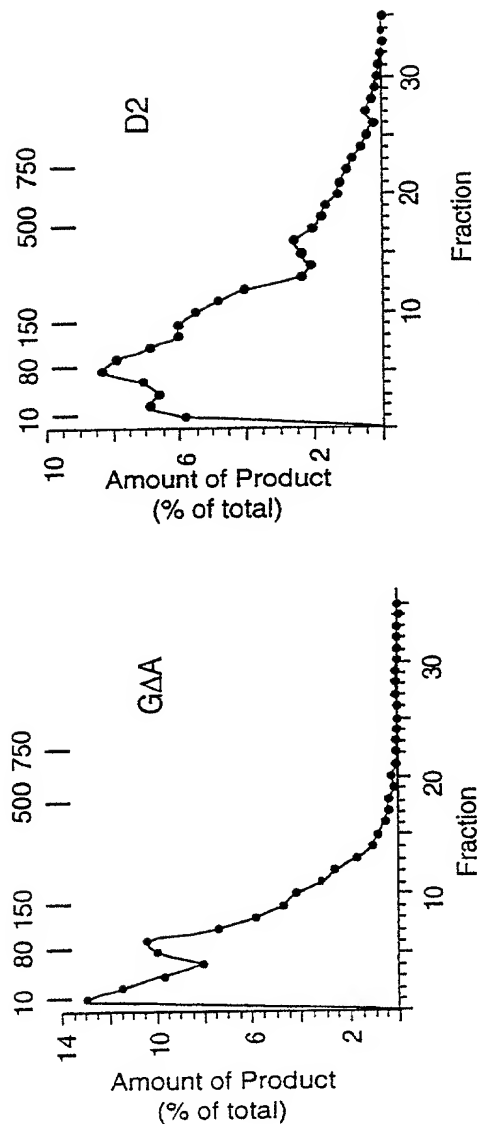 10 80 150 500 750
GΔA
14
10
6
2
Amount of Product
(% of total)
10 20 30
Fraction
10 80 150 500 750
D2
10
6
2
Amount of Product
(% of total)
10 20 30
Fraction